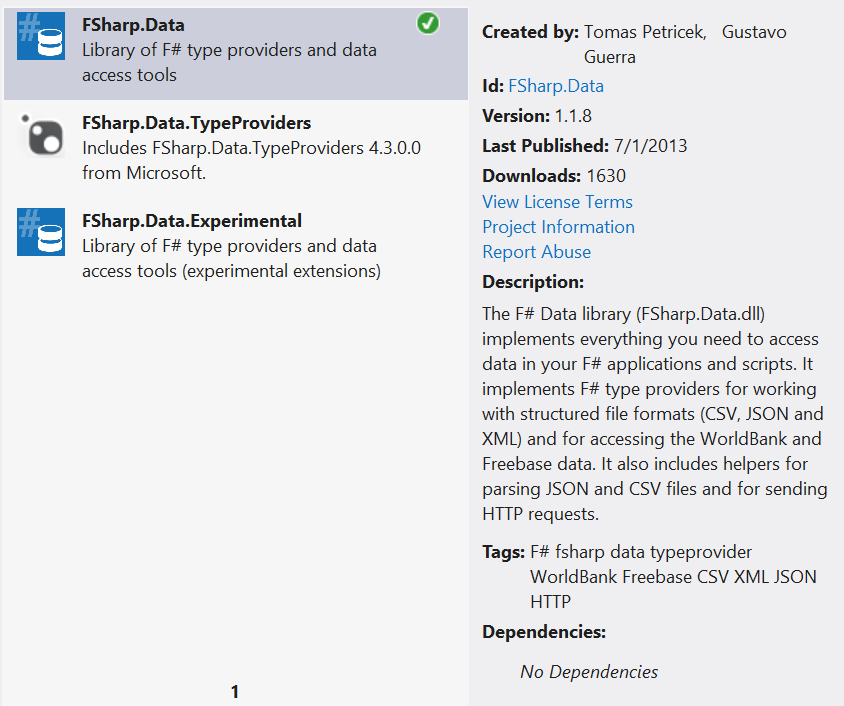 FSharp.Data
Library of F# type providers and data
access tools
FSharp.Data.TypeProviders
Includes FSharp.Data.TypeProviders 4.3.0.0
from Microsoft.
FSharp.Data.Experimental
Library of F# type providers and data
access tools (experimental extensions)
1
Created by: Tomas Petricek, Gustavo
Guerra
Id: FSharp.Data
Version: 1.1.8
Last Published: 7/1/2013
Downloads: 1630
View License Terms
Project Information
Report Abuse
Description:
The F# Data library (FSharp.Data.dll)
implements everything you need to access
data in your F# applications and scripts. It
implements F# type providers for working
with structured file formats (CSV, JSON and
XML) and for accessing the WorldBank and
Freebase data. It also includes helpers for
parsing JSON and CSV files and for sending
HTTP requests.
Tags: F# fsharp data typeprovider
WorldBank Freebase CSV XML JSON
HTTP
Dependencies:
No Dependencies